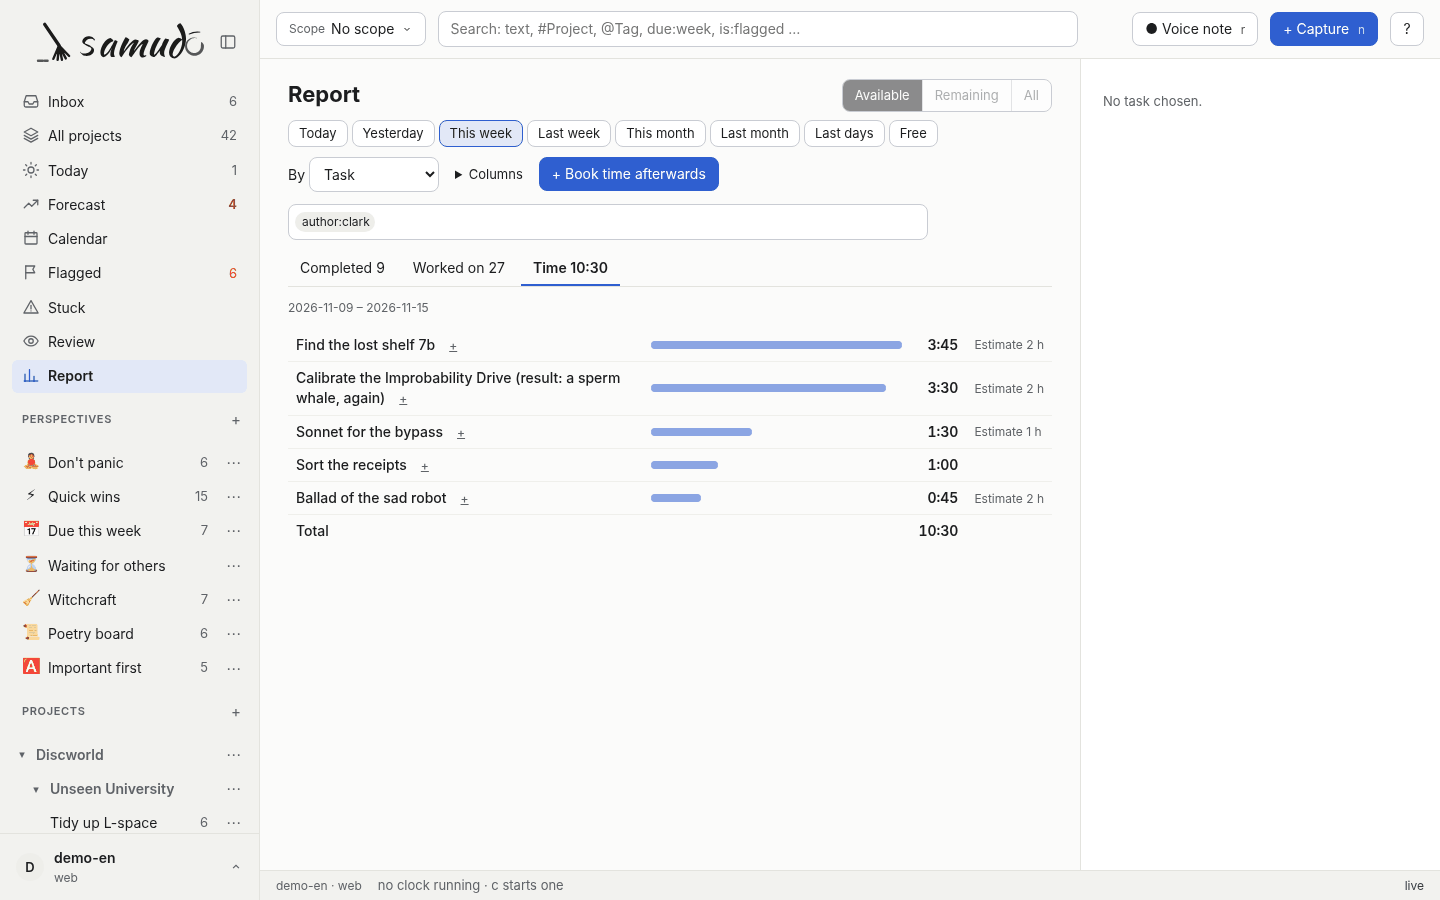 samudo
Scope No scope
Search: text, #Project, @Tag, due:week, is:flagged ...
Voice note r
+ Capture n
?
Inbox 6
All projects 42
Today 1
Forecast 4
Calendar
Flagged 6
Stuck
Review
Report
PERSPECTIVES +
Don't panic 6 ...
Quick wins 15 ...
Due this week 7 ...
Waiting for others ...
Witchcraft 7 ...
Poetry board 6 ...
Important first 5 ...
PROJECTS +
Discworld ...
Unseen University ...
Tidy up L-space 6 ...
D demo-en
web
Report
Available Remaining All
Today Yesterday This week Last week This month Last month Last days Free
By Task Columns + Book time afterwards
author:clark
Completed 9 Worked on 27 Time 10:30
2026-11-09 – 2026-11-15
Find the lost shelf 7b + 3:45 Estimate 2 h
Calibrate the Improbability Drive (result: a sperm
whale, again) + 3:30 Estimate 2 h
Sonnet for the bypass + 1:30 Estimate 1 h
Sort the receipts + 1:00
Ballad of the sad robot + 0:45 Estimate 2 h
Total 10:30
No task chosen.
demo-en · web no clock running · c starts one live